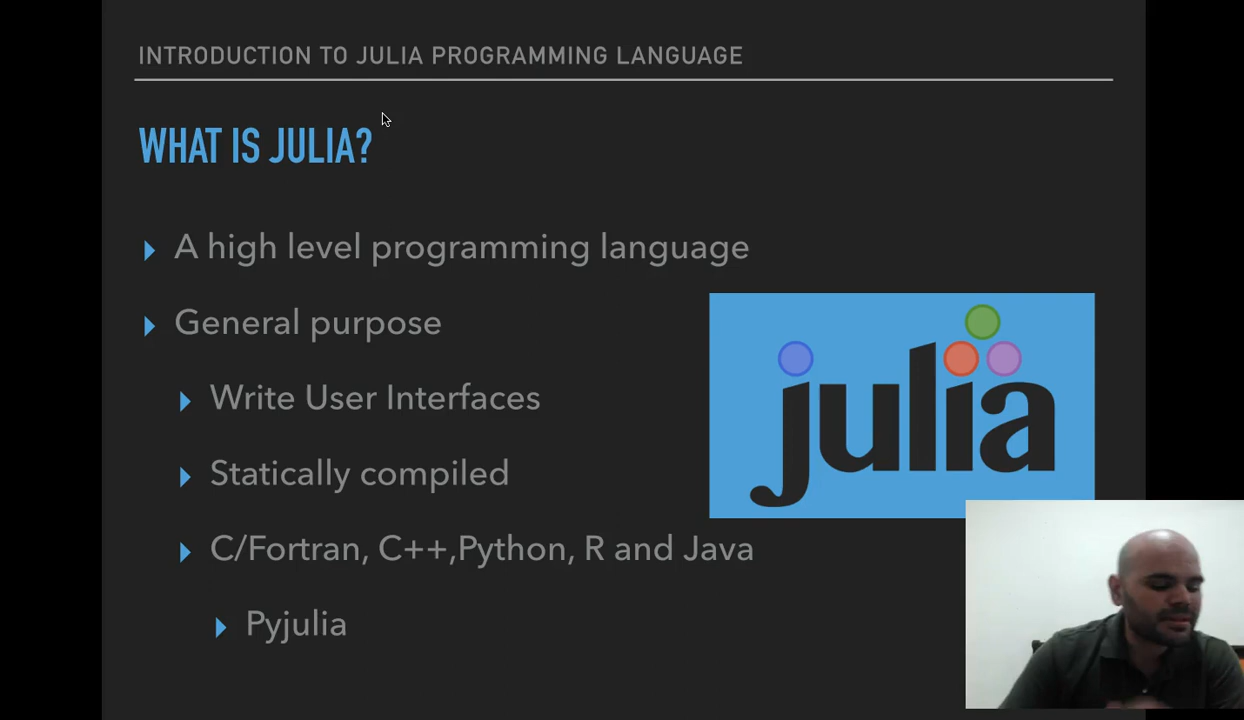 INTRODUCTION TO JULIA PROGRAMMING LANGUAGE
WHAT IS JULIA?
A high level programming language
General purpose
Write User Interfaces
Statically compiled
C/Fortran, C++,Python, R and Java
Pyjulia
julia